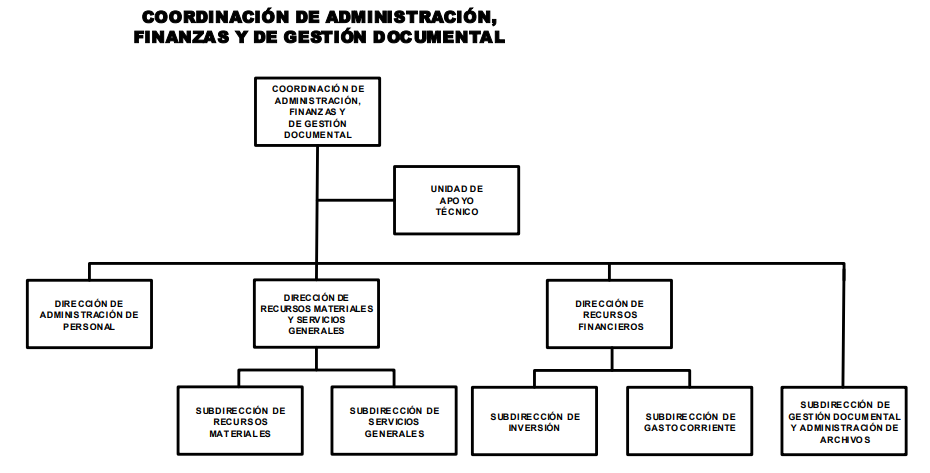 COORDINACIÓN DE ADMINISTRACIÓN,
FINANZAS Y DE GESTIÓN DOCUMENTAL
COORDINACIÓN DE
ADMINISTRACIÓN,
FINANZAS Y
DE GESTIÓN
DOCUMENTAL
UNIDAD DE
APOYO
TÉCNICO
DIRECCIÓN DE
ADMINISTRACIÓN DE
PERSONAL
DIRECCIÓN DE
RECURSOS MATERIALES
Y SERVICIOS
GENERALES
DIRECCIÓN DE
RECURSOS
FINANCIEROS
SUBDIRECCIÓN DE
RECURSOS
MATERIALES
SUBDIRECCIÓN DE
SERVICIOS
GENERALES
SUBDIRECCIÓN DE
INVERSIÓN
SUBDIRECCIÓN DE
GASTO CORRIENTE
SUBDIRECCIÓN DE
GESTIÓN DOCUMENTAL
Y ADMINISTRACIÓN DE
ARCHIVOS